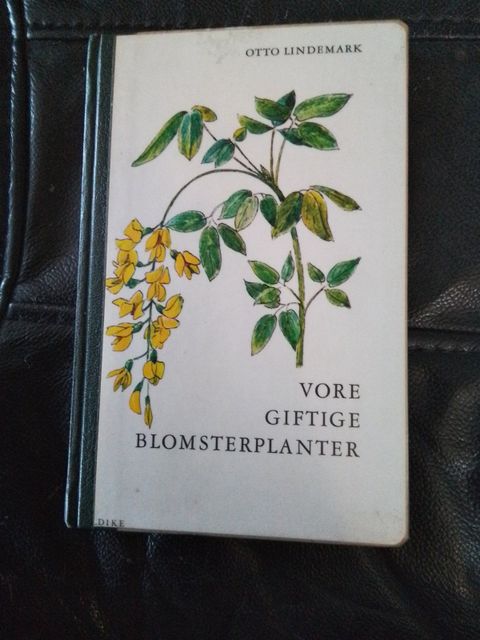 OTTO LINDEMARK
VORE
GIFTIGE
BLOMSTERPLANTER
DIKE